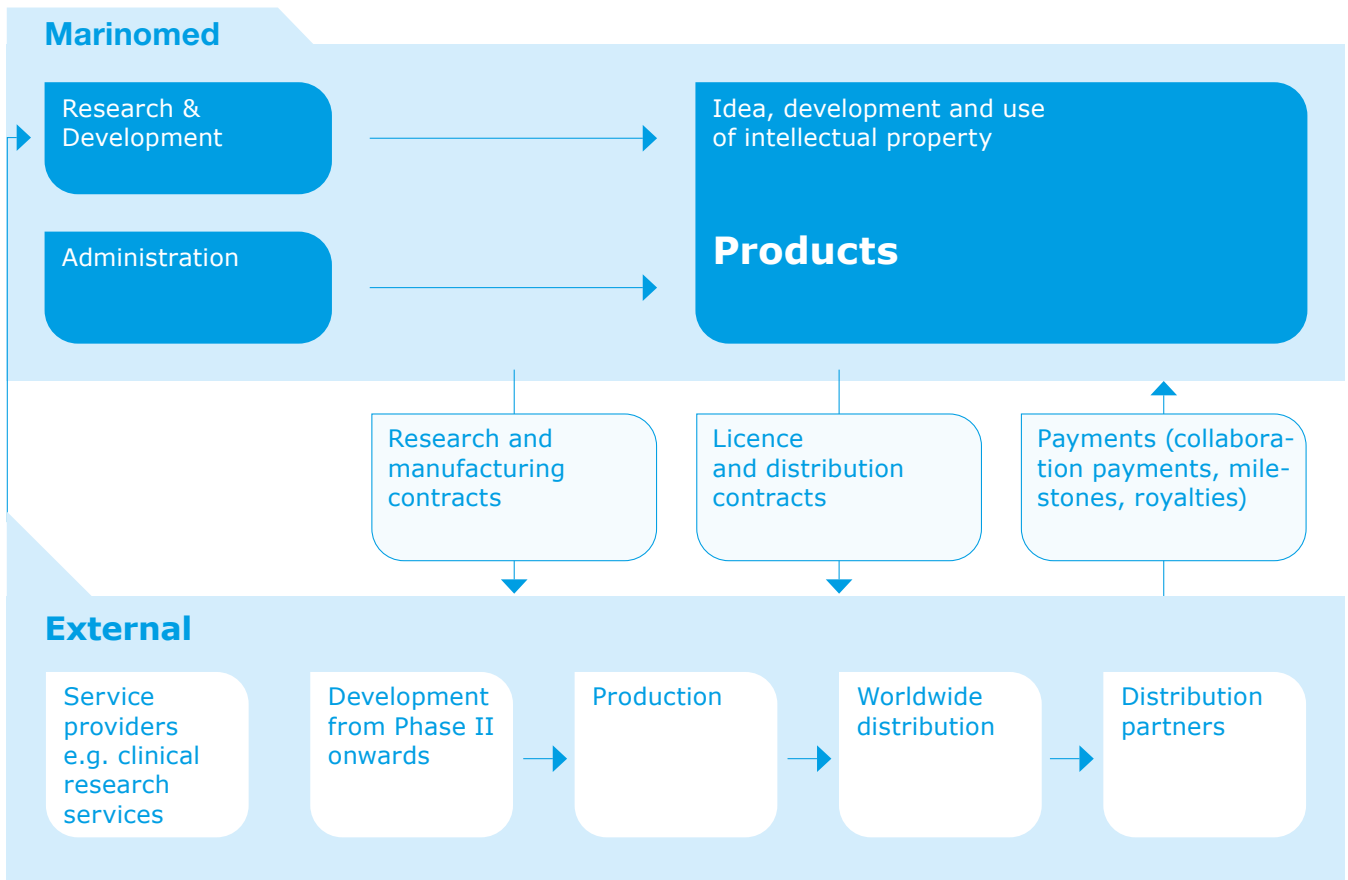 Marinomed
Research &
Development
Idea, development and use
of intellectual property
Administration
Products
Research and
manufacturing
contracts
Licence
and distribution
contracts
Payments (collabora-
tion payments, mile-
stones, royalties)
External
Service
providers
e.g. clinical
research
services
Development
from Phase II
onwards
Production
Worldwide
distribution
Distribution
partners